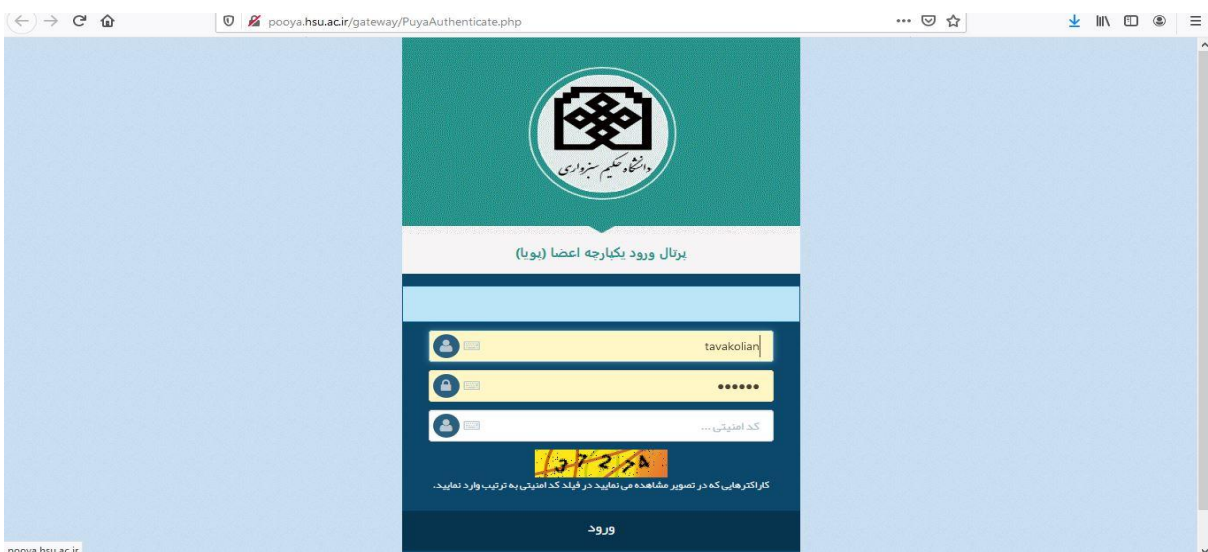 pooya.hsu.ac.ir/gateway/PuyaAuthenticate.php
دانشگاه حکیم سبزواری
پرتال ورود یکپارچه اعضا (پویا)
tavakolian
••••••
کد امنیتی ...
کاراکترهایی که در تصویر مشاهده می نمایید در فیلد کد امنیتی به ترتیب وارد نمایید.
ورود
pooya.hsu.ac.ir